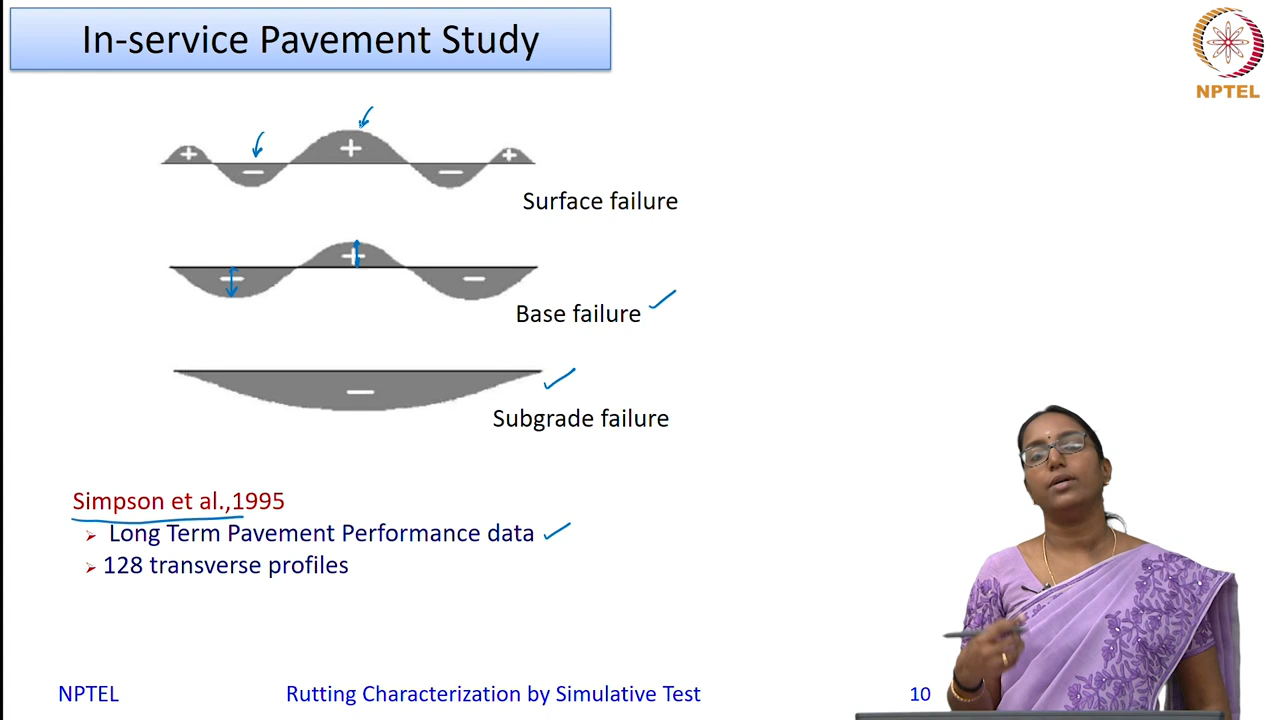 In-service Pavement Study
NPTEL
+ − + − +
Surface failure
− + −
Base failure
−
Subgrade failure
Simpson et al.,1995
Long Term Pavement Performance data
128 transverse profiles
NPTEL Rutting Characterization by Simulative Test 10